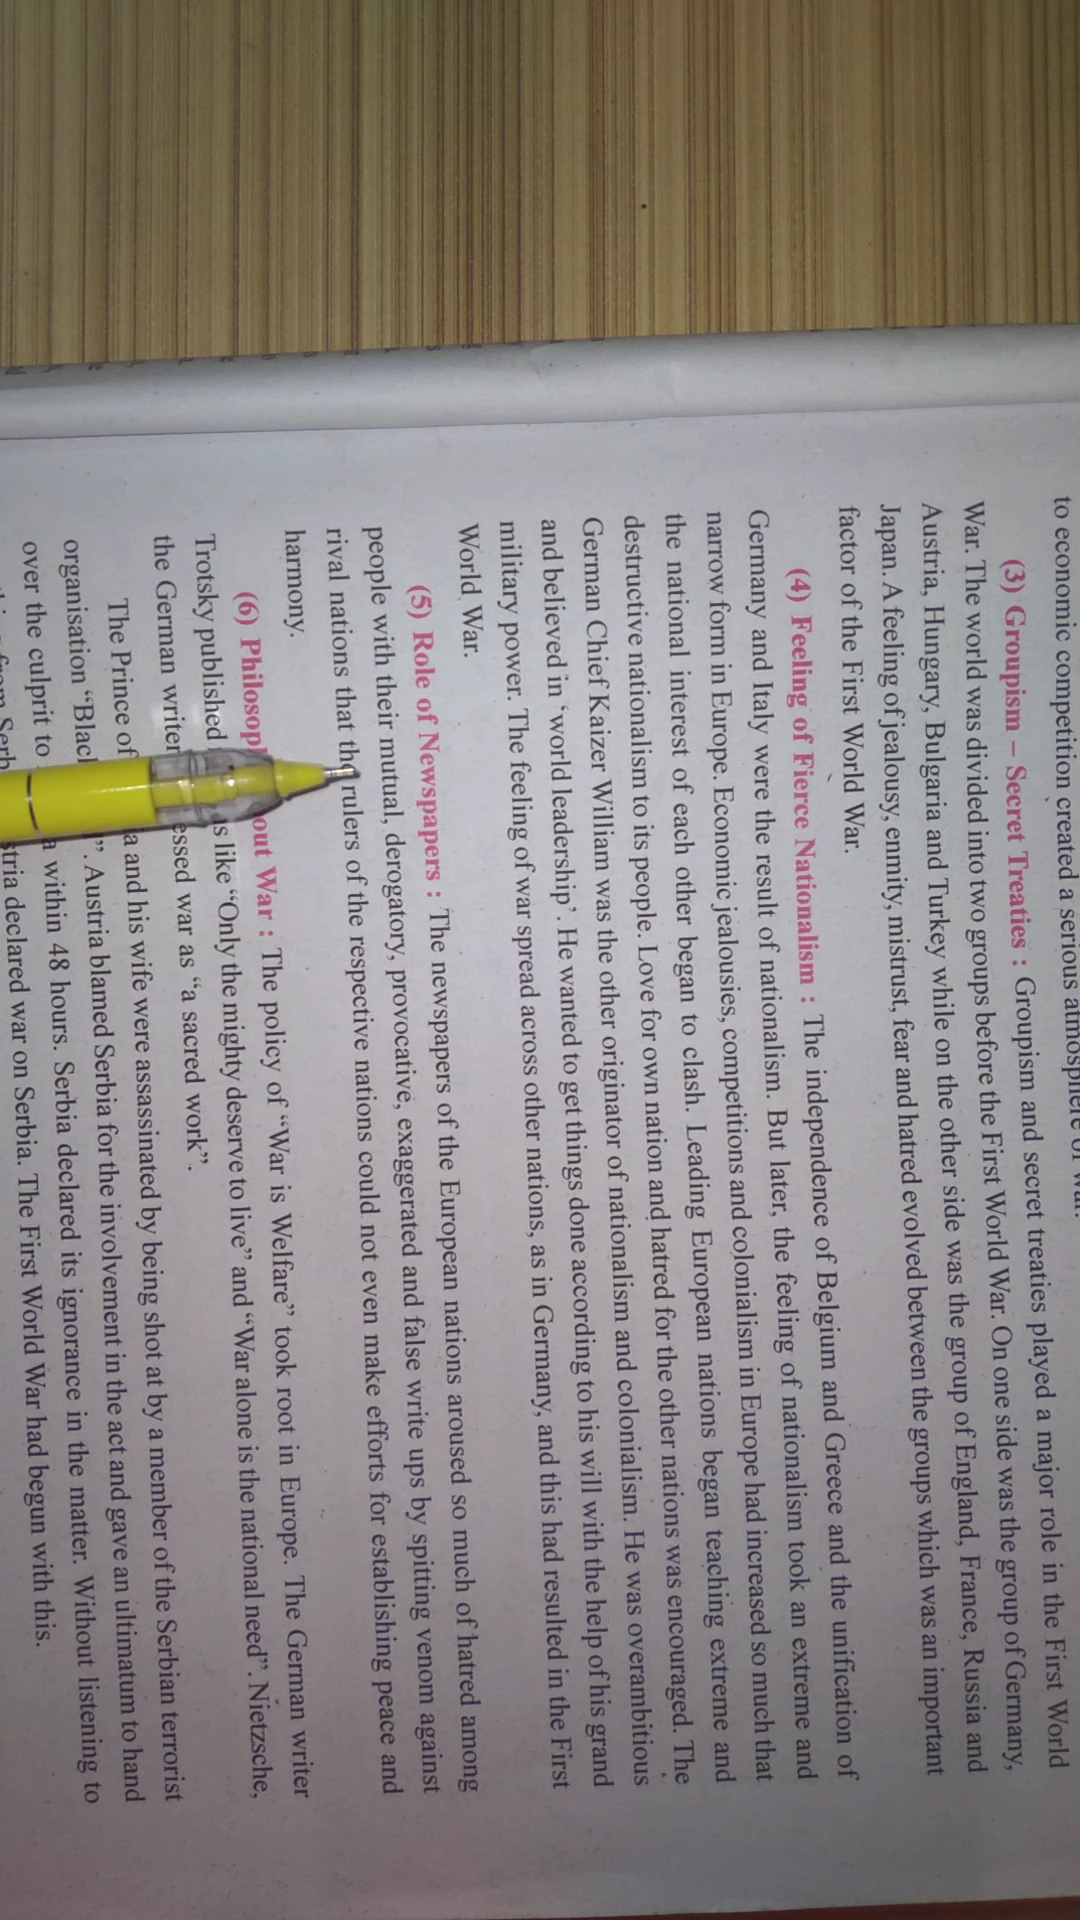 to economic competition created a serious atmosphere of war.
(3) Groupism – Secret Treaties : Groupism and secret treaties played a major role in the First World
War. The world was divided into two groups before the First World War. On one side was the group of Germany,
Austria, Hungary, Bulgaria and Turkey while on the other side was the group of England, France, Russia and
Japan. A feeling of jealousy, enmity, mistrust, fear and hatred evolved between the groups which was an important
factor of the First World War.
(4) Feeling of Fierce Nationalism : The independence of Belgium and Greece and the unification of
Germany and Italy were the result of nationalism. But later, the feeling of nationalism took an extreme and
narrow form in Europe. Economic jealousies, competitions and colonialism in Europe had increased so much that
the national interest of each other began to clash. Leading European nations began teaching extreme and
destructive nationalism to its people. Love for own nation and hatred for the other nations was encouraged. The
German Chief Kaizer William was the other originator of nationalism and colonialism. He was overambitious
and believed in ‘world leadership’. He wanted to get things done according to his will with the help of his grand
military power. The feeling of war spread across other nations, as in Germany, and this had resulted in the First
World War.
(5) Role of Newspapers : The newspapers of the European nations aroused so much of hatred among
people with their mutual, derogatory, provocative, exaggerated and false write ups by spitting venom against
rival nations that the rulers of the respective nations could not even make efforts for establishing peace and
harmony.
(6) out War : The policy of “War is Welfare” took root in Europe. The German writer
Trotsky published like “Only the mighty deserve to live” and “War alone is the national need”. Nietzsche,
the German writer essed war as “a sacred work”.
The Prince of and his wife were assassinated by being shot at by a member of the Serbian terrorist
organisation ”. Austria blamed Serbia for the involvement in the act and gave an ultimatum to hand
over the culprit to within 48 hours. Serbia declared its ignorance in the matter. Without listening to
declared war on Serbia. The First World War had begun with this.